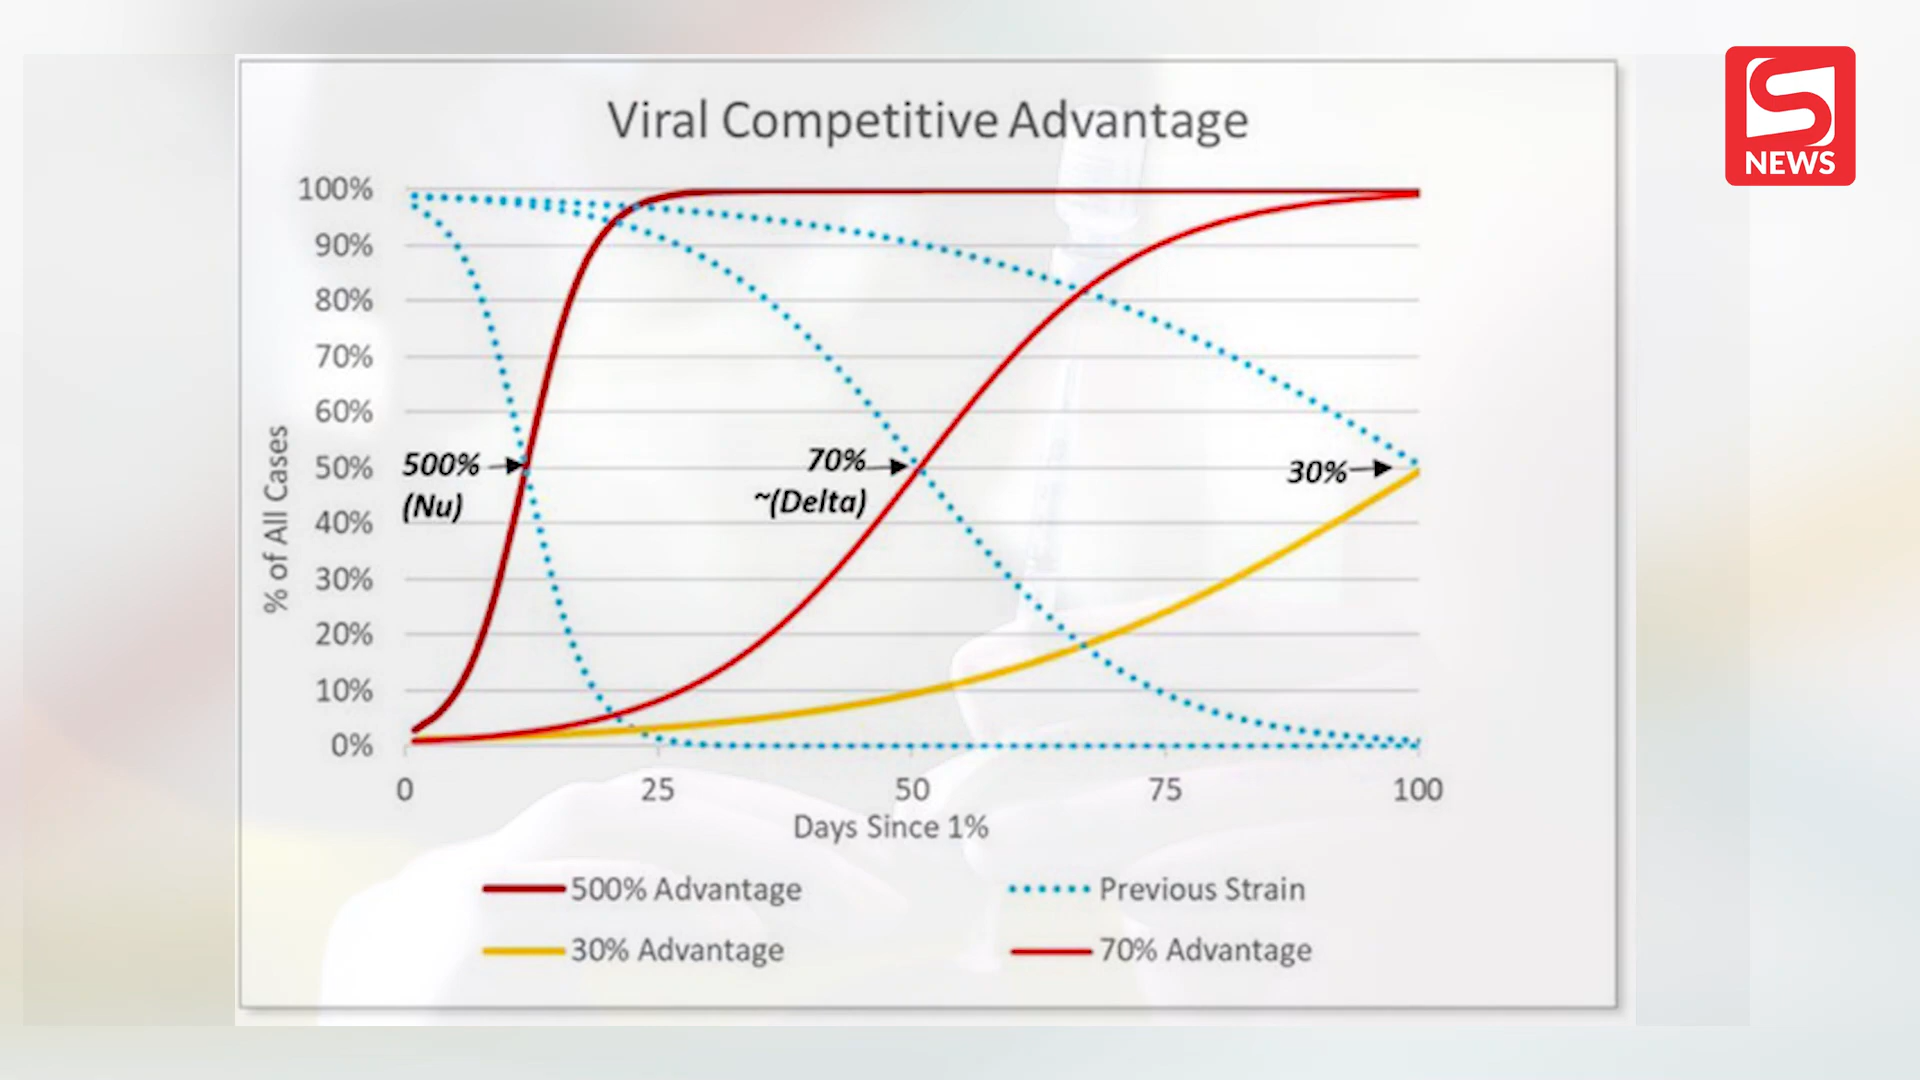 S
NEWS
Viral Competitive Advantage
100%
90%
80%
70%
60%
50%
40%
30%
20%
10%
0%
% of All Cases
500%
(Nu)
70%
~(Delta)
30%
0 25 50 75 100
Days Since 1%
500% Advantage Previous Strain
30% Advantage 70% Advantage